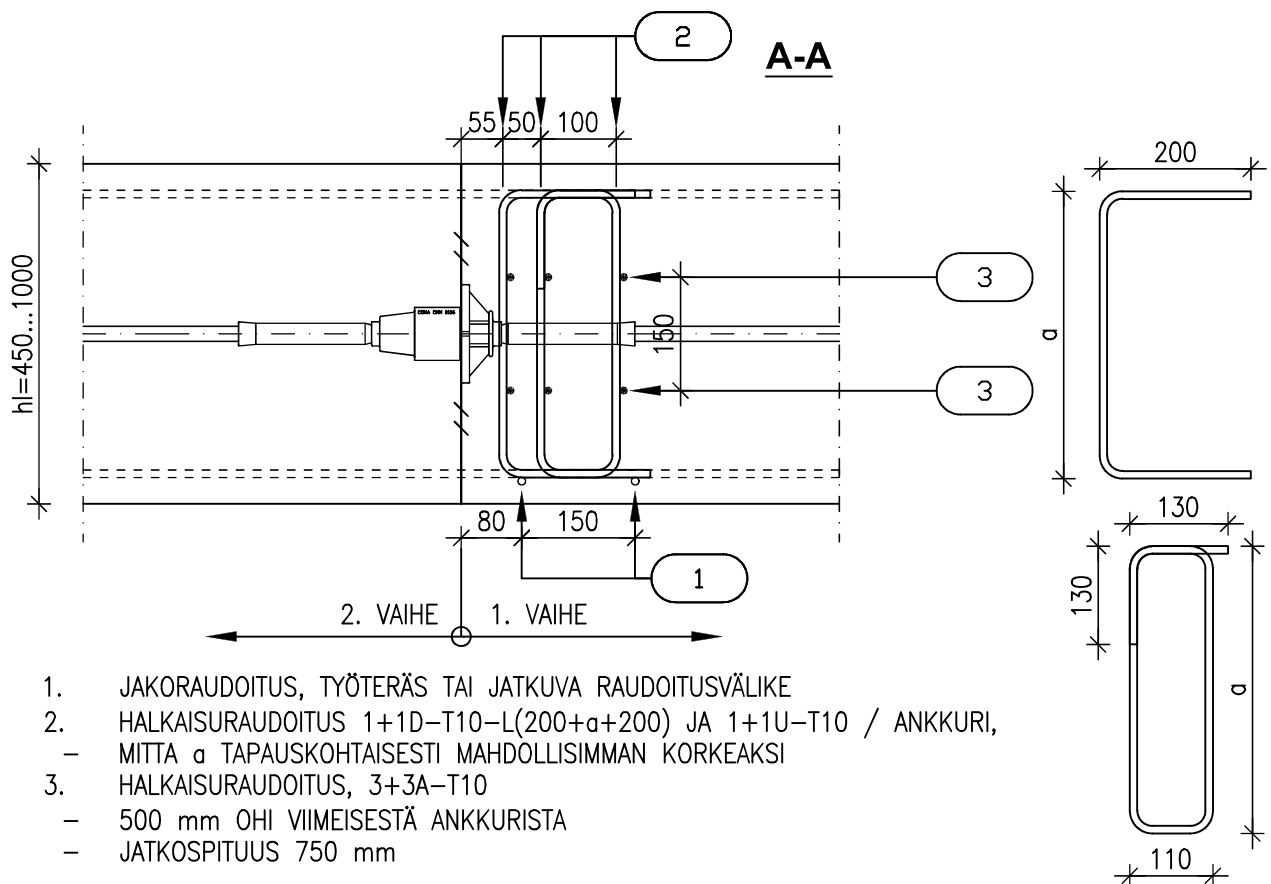 2
A-A
55 50 100
200
hl=450...1000
3
150
a
3
80 150
130
1
130
2. VAIHE 1. VAIHE
a
1. JAKORAUDOITUS, TYÖTERÄS TAI JATKUVA RAUDOITUSVÄLIKE
2. HALKAISURAUDOITUS 1+1D-T10-L(200+a+200) JA 1+1U-T10 / ANKKURI,
- MITTA a TAPAUSKOHTAISESTI MAHDOLLISIMMAN KORKEAKSI
3. HALKAISURAUDOITUS, 3+3A-T10
- 500 mm OHI VIIMEISESTÄ ANKKURISTA
- JATKOSPITUUS 750 mm
110